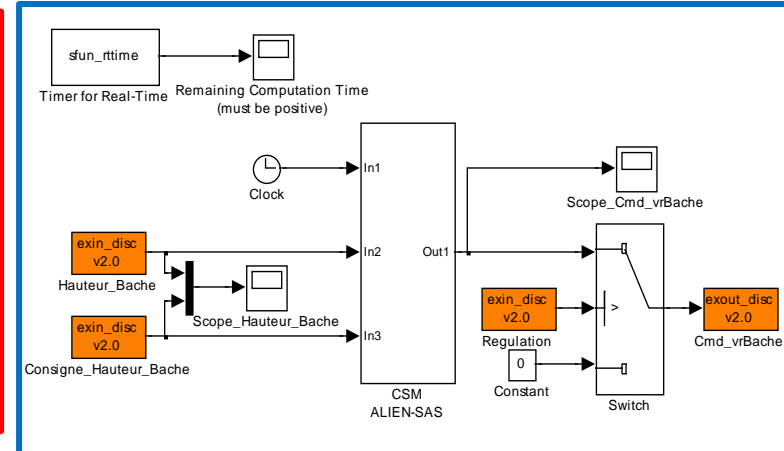 sfun_rttime
Timer for Real-Time
Remaining Computation Time
(must be positive)
Clock
In1
Scope_Cmd_vrBache
exin_disc
v2.0
Hauteur_Bache
In2
Out1
Scope_Hauteur_Bache
exin_disc
v2.0
Consigne_Hauteur_Bache
In3
CSM
ALIEN-SAS
exin_disc
v2.0
Regulation
>
0
Constant
Switch
exout_disc
v2.0
Cmd_vrBache